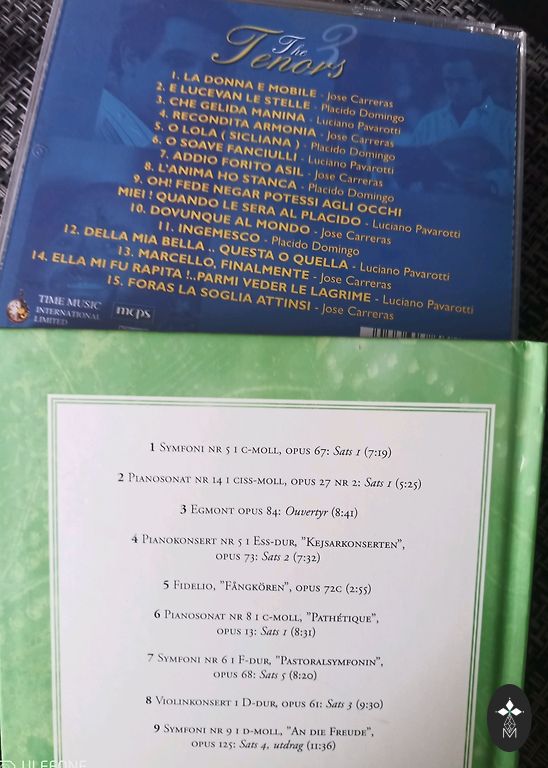 The 3
Tenors
1. LA DONNA E MOBILE - Jose Carreras
2. E LUCEVAN LE STELLE - Placido Domingo
3. CHE GELIDA MANINA - Luciano Pavarotti
4. RECONDITA ARMONIA - Jose Carreras
5. O LOLA ( SICLIANA ) - Placido Domingo
6. O SOAVE FANCIULLI - Luciano Pavarotti
7. ADDIO FORITO ASIL - Jose Carreras
8. L'ANIMA HO STANCA - Placido Domingo
9. OH! FEDE NEGAR POTESSI AGLI OCCHI
MIEI ! QUANDO LE SERA AL PLACIDO - Luciano Pavarotti
10. DOVUNQUE AL MONDO - Jose Carreras
11. INGEMESCO - Placido Domingo
12. DELLA MIA BELLA .. QUESTA O QUELLA - Luciano Pavarotti
13. MARCELLO, FINALMENTE - Jose Carreras
14. ELLA MI FU RAPITA !..PARMI VEDER LE LAGRIME - Luciano Pavarotti
15. FORAS LA SOGLIA ATTINSI - Jose Carreras
TIME MUSIC
INTERNATIONAL
LIMITED
mcps
1 SYMFONI NR 5 I C-MOLL, OPUS 67: Sats 1 (7:19)
2 PIANOSONAT NR 14 I CISS-MOLL, OPUS 27 NR 2: Sats 1 (5:25)
3 EGMONT OPUS 84: Ouvertyr (8:41)
4 PIANOKONSERT NR 5 I ESS-DUR, "KEJSARKONSERTEN",
OPUS 73: Sats 2 (7:32)
5 FIDELIO, "FÅNGKÖREN", OPUS 72C (2:55)
6 PIANOSONAT NR 8 I C-MOLL, "PATHÉTIQUE",
OPUS 13: Sats 1 (8:31)
7 SYMFONI NR 6 I F-DUR, "PASTORALSYMFONIN",
OPUS 68: Sats 5 (8:20)
8 VIOLINKONSERT I D-DUR, OPUS 61: Sats 3 (9:30)
9 SYMFONI NR 9 I D-MOLL, "AN DIE FREUDE",
OPUS 125: Sats 4, utdrag (11:36)
ULEFONE